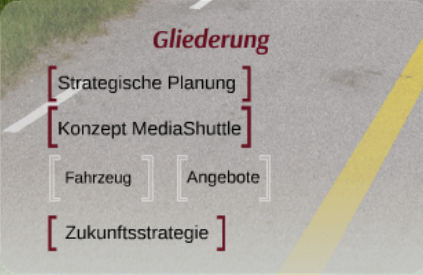 Gliederung
Strategische Planung
Konzept MediaShuttle
Fahrzeug Angebote
Zukunftsstrategie